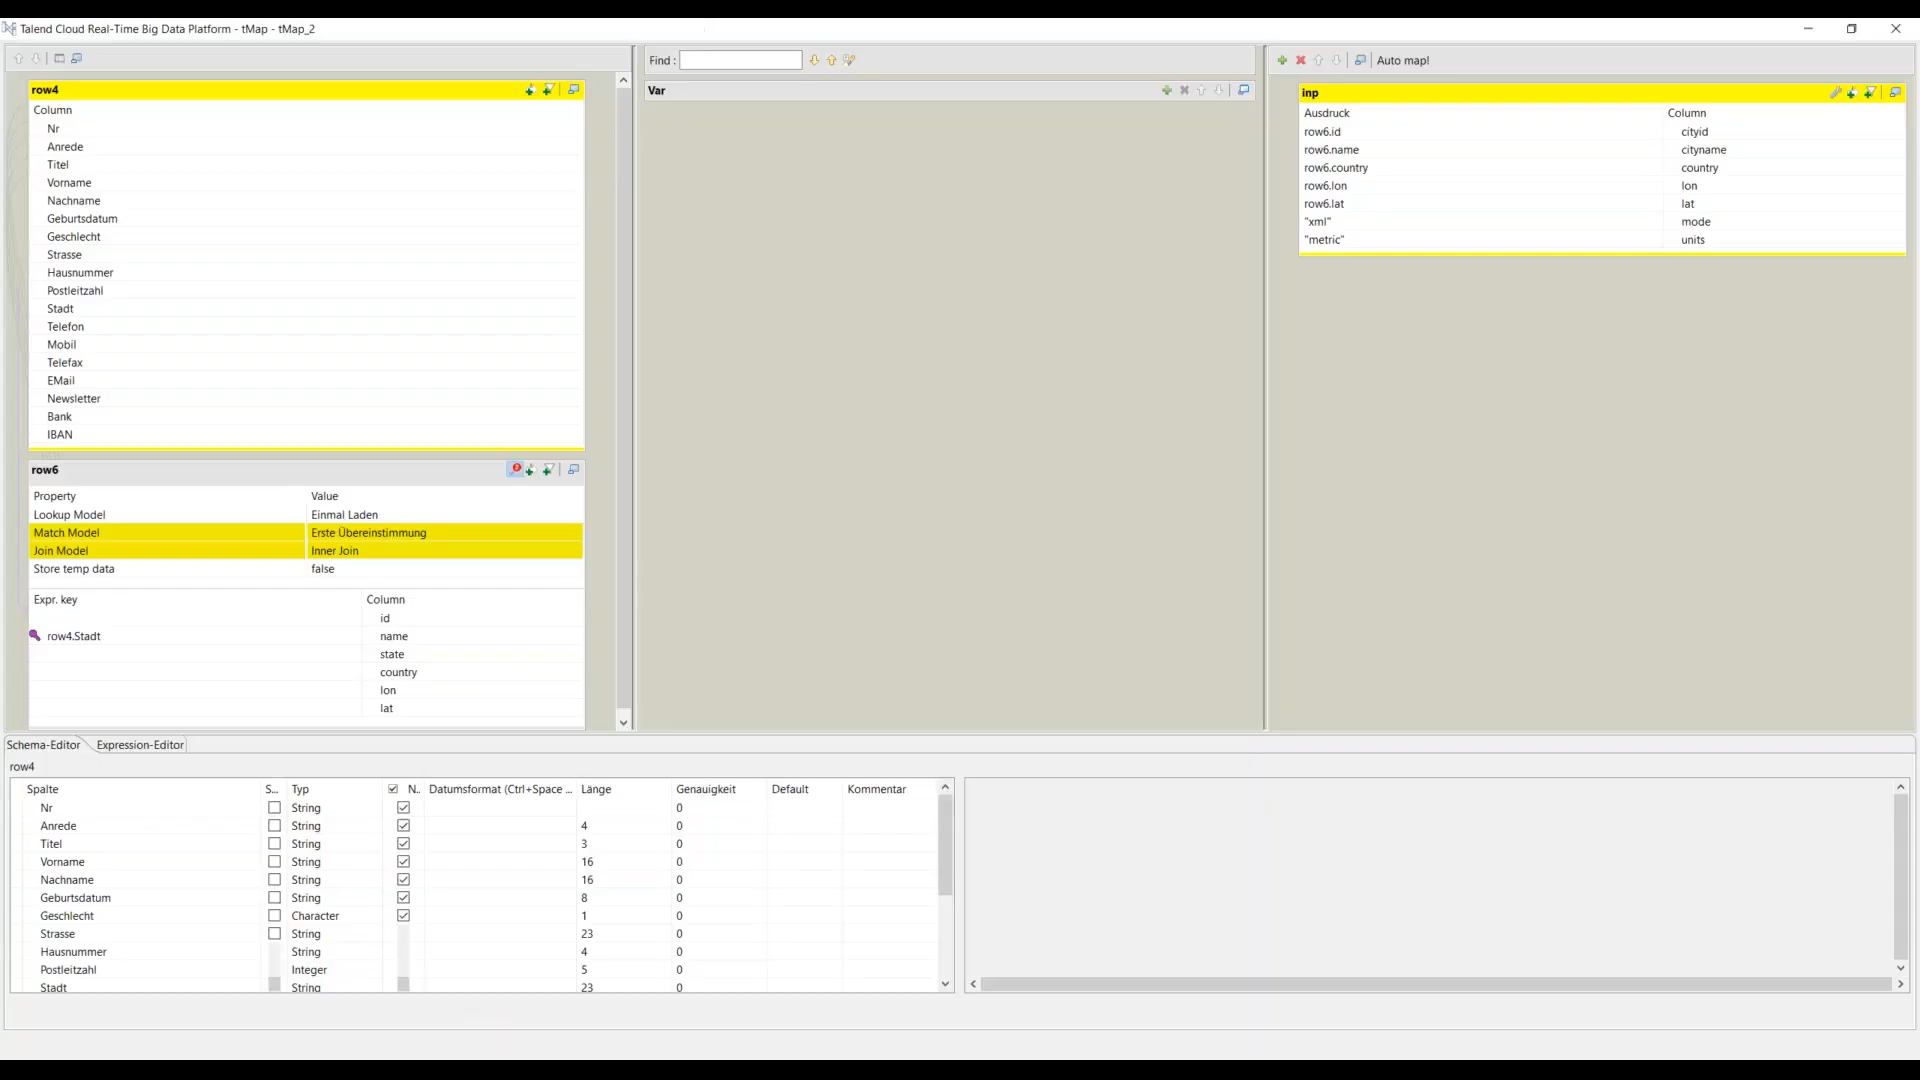 Talend Cloud Real-Time Big Data Platform - tMap - tMap_2
row4
Column
Nr
Anrede
Titel
Vorname
Nachname
Geburtsdatum
Geschlecht
Strasse
Hausnummer
Postleitzahl
Stadt
Telefon
Mobil
Telefax
EMail
Newsletter
Bank
IBAN
row6
Property Value
Lookup Model Einmal Laden
Match Model Erste Übereinstimmung
Join Model Inner Join
Store temp data false
Expr. key Column
id
row4.Stadt name
state
country
lon
lat
Find :
Var
Auto map!
inp
Ausdruck Column
row6.id cityid
row6.name cityname
row6.country country
row6.lon lon
row6.lat lat
"xml" mode
"metric" units
Schema-Editor Expression-Editor
row4
Spalte S... Typ N.. Datumsformat (Ctrl+Space ... Länge Genauigkeit Default Kommentar
Nr String 0
Anrede String 4 0
Titel String 3 0
Vorname String 16 0
Nachname String 16 0
Geburtsdatum String 8 0
Geschlecht Character 1 0
Strasse String 23 0
Hausnummer String 4 0
Postleitzahl Integer 5 0
Stadt String 23 0